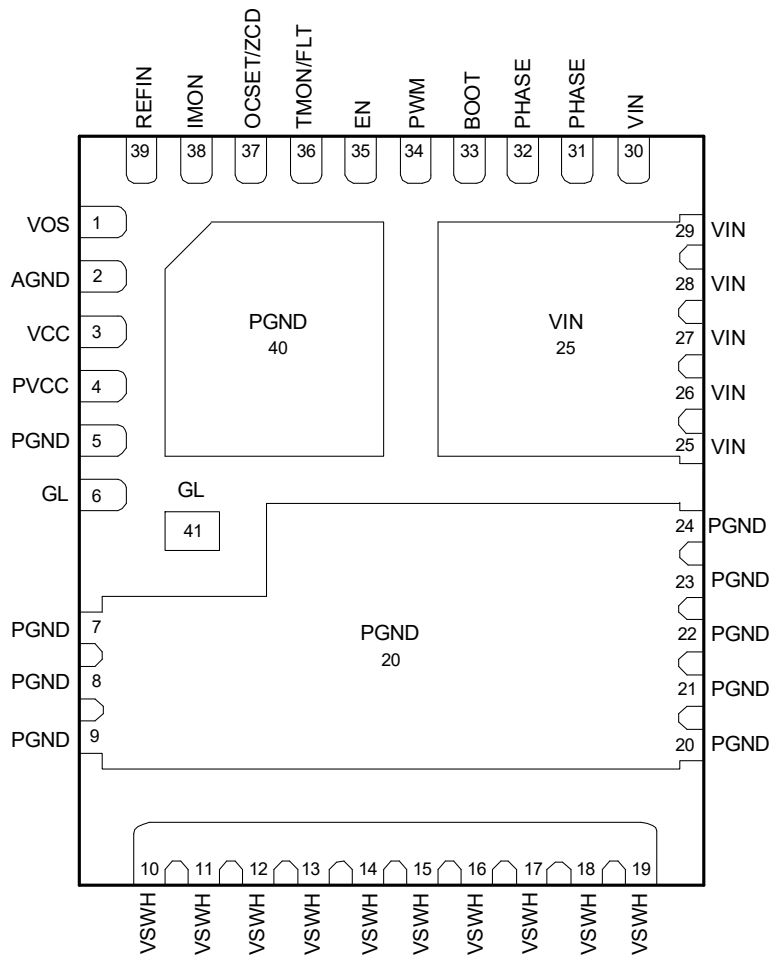 REFIN
IMON
OCSET/ZCD
TMON/FLT
EN
PWM
BOOT
PHASE
PHASE
VIN
39
38
37
36
35
34
33
32
31
30
VOS
1
AGND
2
VCC
3
PVCC
4
PGND
5
GL
6
PGND
7
PGND
8
PGND
9
PGND
40
VIN
25
GL
41
PGND
20
29
VIN
28
VIN
27
VIN
26
VIN
25
VIN
24
PGND
23
PGND
22
PGND
21
PGND
20
PGND
10
11
12
13
14
15
16
17
18
19
VSWH
VSWH
VSWH
VSWH
VSWH
VSWH
VSWH
VSWH
VSWH
VSWH